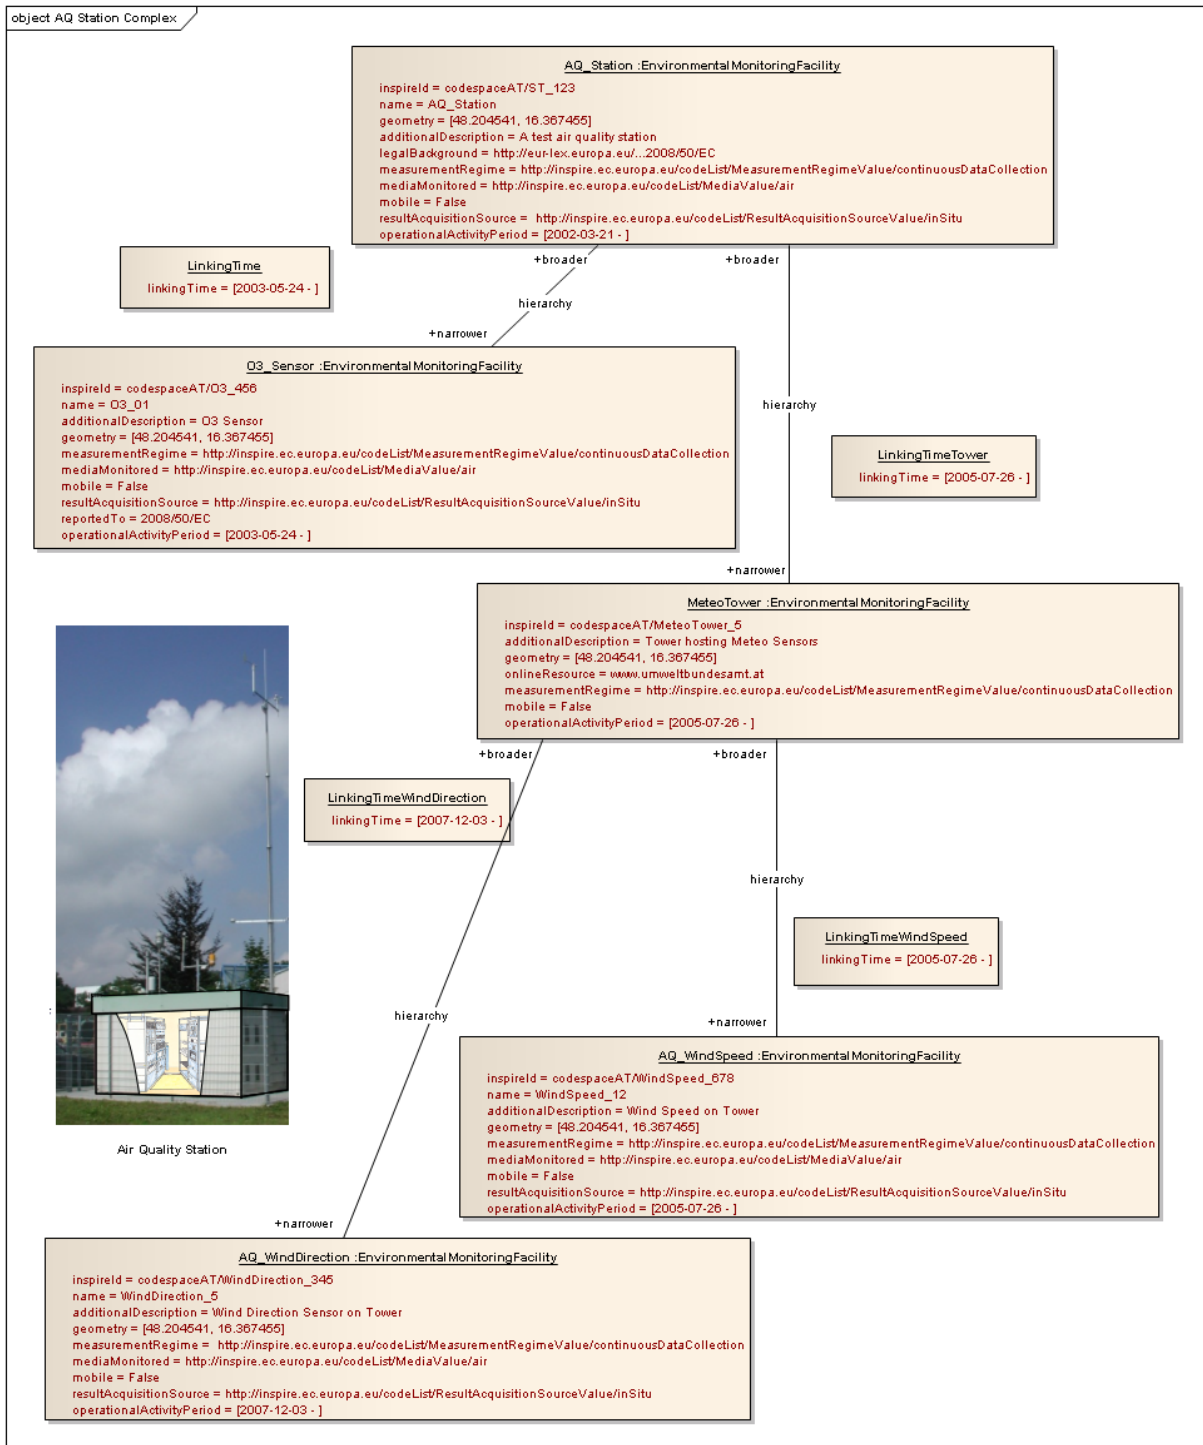 object AQ Station Complex
AQ_Station :EnvironmentalMonitoringFacility
inspireId = codespaceAT/ST_123
name = AQ_Station
geometry = [48.204541, 16.367455]
additionalDescription = A test air quality station
legalBackground = http://eur-lex.europa.eu/...2008/50/EC
measurementRegime = http://inspire.ec.europa.eu/codeList/MeasurementRegimeValue/continuousDataCollection
mediaMonitored = http://inspire.ec.europa.eu/codeList/MediaValue/air
mobile = False
resultAcquisitionSource = http://inspire.ec.europa.eu/codeList/ResultAcquisitionSourceValue/inSitu
operationalActivityPeriod = [2002-03-21 - ]
+broader
+broader
LinkingTime
linkingTime = [2003-05-24 - ]
hierarchy
+narrower
O3_Sensor :EnvironmentalMonitoringFacility
inspireId = codespaceAT/O3_456
name = O3_01
additionalDescription = O3 Sensor
geometry = [48.204541, 16.367455]
measurementRegime = http://inspire.ec.europa.eu/codeList/MeasurementRegimeValue/continuousDataCollection
mediaMonitored = http://inspire.ec.europa.eu/codeList/MediaValue/air
mobile = False
resultAcquisitionSource = http://inspire.ec.europa.eu/codeList/ResultAcquisitionSourceValue/inSitu
reportedTo = 2008/50/EC
operationalActivityPeriod = [2003-05-24 - ]
hierarchy
LinkingTimeTower
linkingTime = [2005-07-26 - ]
+narrower
MeteoTower :EnvironmentalMonitoringFacility
inspireId = codespaceAT/MeteoTower_5
additionalDescription = Tower hosting Meteo Sensors
geometry = [48.204541, 16.367455]
onlineResource = www.umweltbundesamt.at
measurementRegime = http://inspire.ec.europa.eu/codeList/MeasurementRegimeValue/continuousDataCollection
mobile = False
operationalActivityPeriod = [2005-07-26 - ]
+broader
+broader
LinkingTimeWindDirection
linkingTime = [2007-12-03 - ]
hierarchy
LinkingTimeWindSpeed
linkingTime = [2005-07-26 - ]
hierarchy
+narrower
AQ_WindSpeed :EnvironmentalMonitoringFacility
inspireId = codespaceAT/WindSpeed_678
name = WindSpeed_12
additionalDescription = Wind Speed on Tower
geometry = [48.204541, 16.367455]
measurementRegime = http://inspire.ec.europa.eu/codeList/MeasurementRegimeValue/continuousDataCollection
mediaMonitored = http://inspire.ec.europa.eu/codeList/MediaValue/air
mobile = False
resultAcquisitionSource = http://inspire.ec.europa.eu/codeList/ResultAcquisitionSourceValue/inSitu
operationalActivityPeriod = [2005-07-26 - ]
:
Air Quality Station
+narrower
AQ_WindDirection :EnvironmentalMonitoringFacility
inspireId = codespaceAT/WindDirection_345
name = WindDirection_5
additionalDescription = Wind Direction Sensor on Tower
geometry = [48.204541, 16.367455]
measurementRegime = http://inspire.ec.europa.eu/codeList/MeasurementRegimeValue/continuousDataCollection
mediaMonitored = http://inspire.ec.europa.eu/codeList/MediaValue/air
mobile = False
resultAcquisitionSource = http://inspire.ec.europa.eu/codeList/ResultAcquisitionSourceValue/inSitu
operationalActivityPeriod = [2007-12-03 - ]